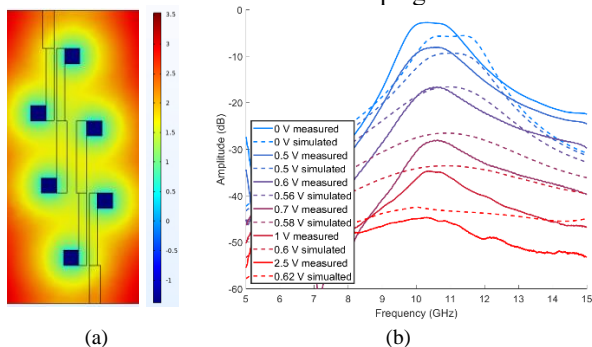 3.5
3
2.5
2
1.5
1
0.5
0
-0.5
-1
(a)
0
-10
-20
-30
-40
-50
-60
Amplitude (dB)
0 V measured
0 V simulated
0.5 V measured
0.5 V simulated
0.6 V measured
0.56 V simulated
0.7 V measured
0.58 V simulated
1 V measured
0.6 V simulated
2.5 V measured
0.62 V simualted
5 6 7 8 9 10 11 12 13 14 15
Frequency (GHz)
(b)